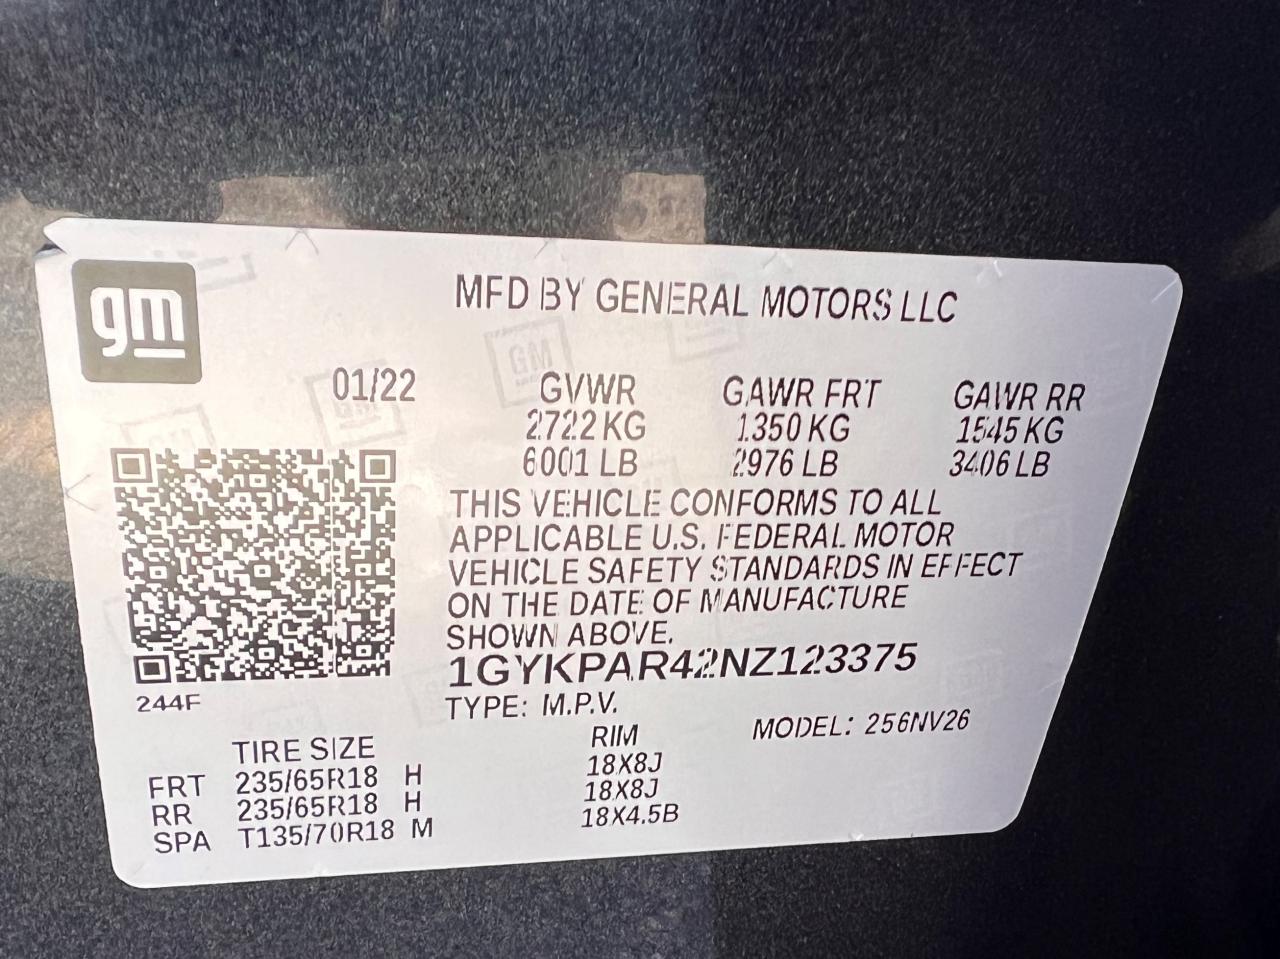 gm
MFD BY GENERAL MOTORS LLC
01/22 GVWR GAWR FRT GAWR RR
2722 KG 1350 KG 1545 KG
6001 LB 2976 LB 3406 LB
THIS VEHICLE CONFORMS TO ALL
APPLICABLE U.S. FEDERAL MOTOR
VEHICLE SAFETY STANDARDS IN EFFECT
ON THE DATE OF MANUFACTURE
SHOWN ABOVE.
1GYKPAR42NZ123375
244F
TYPE: M.P.V. MODEL: 256NV26
TIRE SIZE RIM
FRT 235/65R18 H 18X8J
RR 235/65R18 H 18X8J
SPA T135/70R18 M 18X4.5B